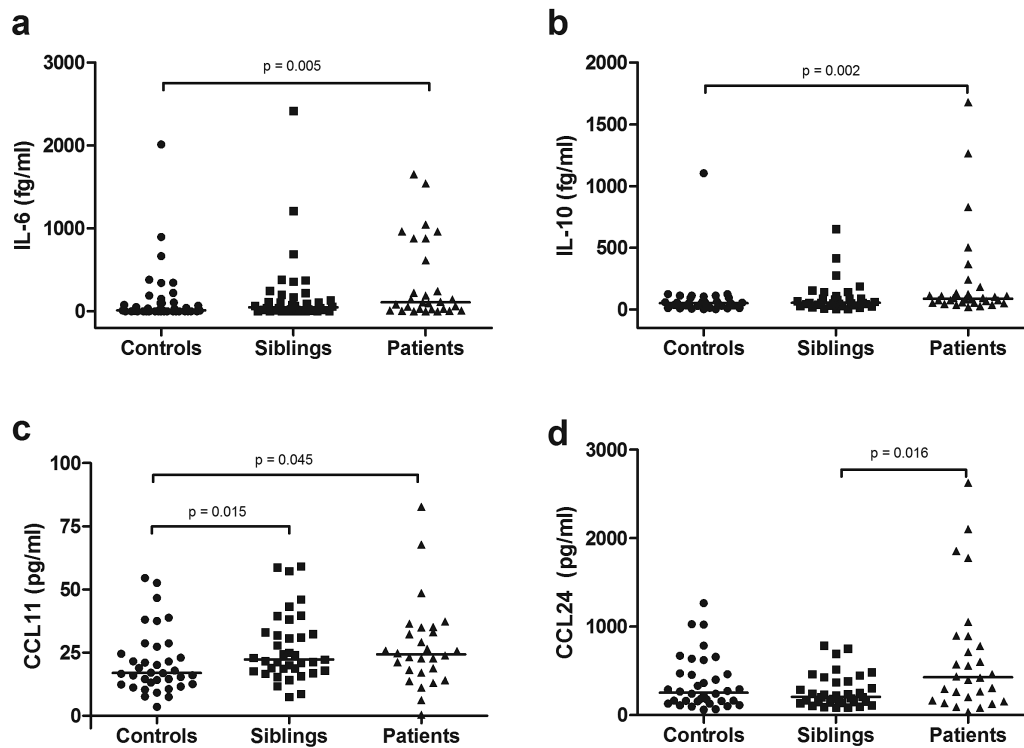 a
3000
2000
1000
0
IL-6 (fg/ml)
p = 0.005
Controls Siblings Patients
b
2000
1500
1000
500
0
IL-10 (fg/ml)
p = 0.002
Controls Siblings Patients
c
100
75
50
25
0
CCL11 (pg/ml)
p = 0.045
p = 0.015
Controls Siblings Patients
d
3000
2000
1000
0
CCL24 (pg/ml)
p = 0.016
Controls Siblings Patients